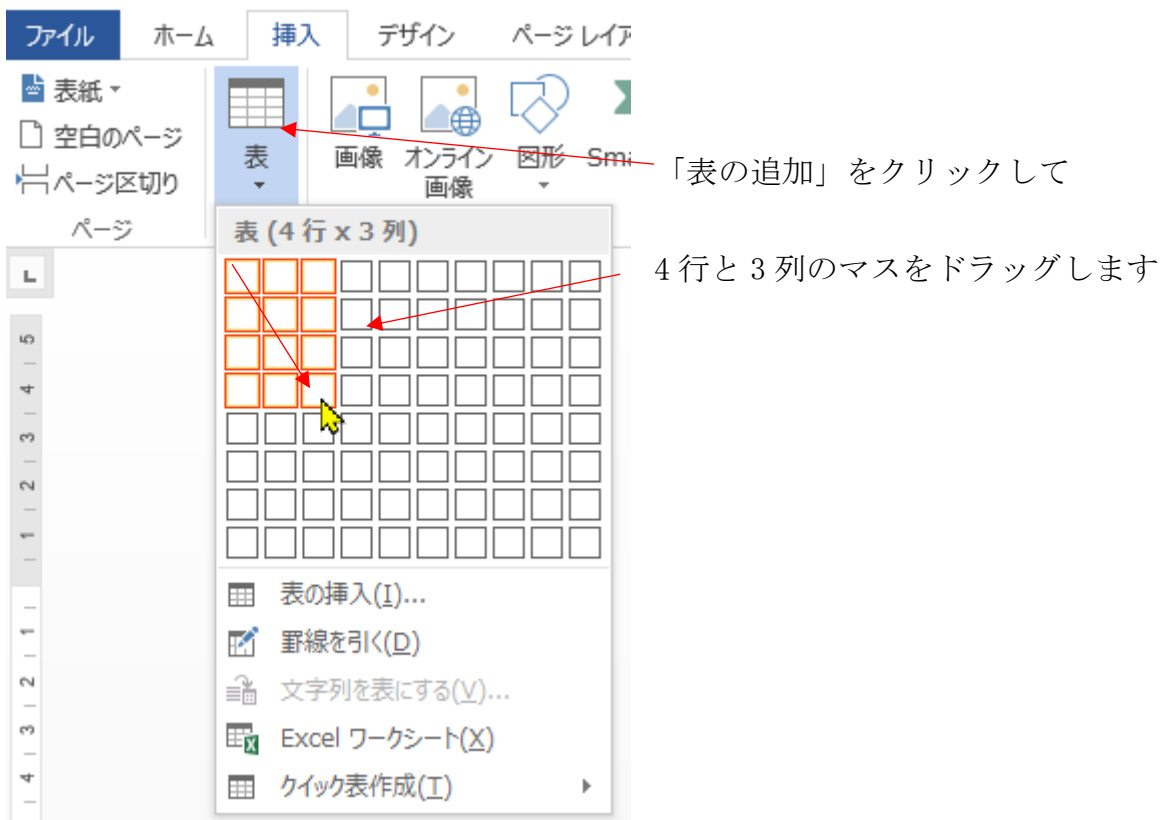 ファイル ホーム 挿入 デザイン ページ レイア
表紙
空白のページ
ページ区切り
ページ
表
画像
オンライン
画像
図形
Sma
「表の追加」をクリックして
表 (4 行 x 3 列)
4行と3列のマスをドラッグします
L
5
4
3
2
1
1
2
3
4
表の挿入(I)...
罫線を引く(D)
文字列を表にする(V)...
Excel ワークシート(X)
クイック表作成(T)